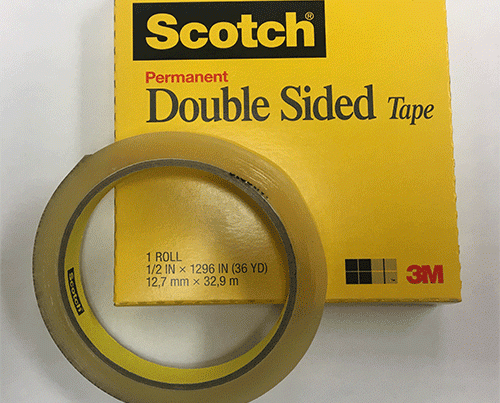 Scotch®
Permanent
Double Sided Tape
1 ROLL
1/2 IN × 1296 IN (36 YD)
12,7 mm × 32,9 m
3M
Scotch